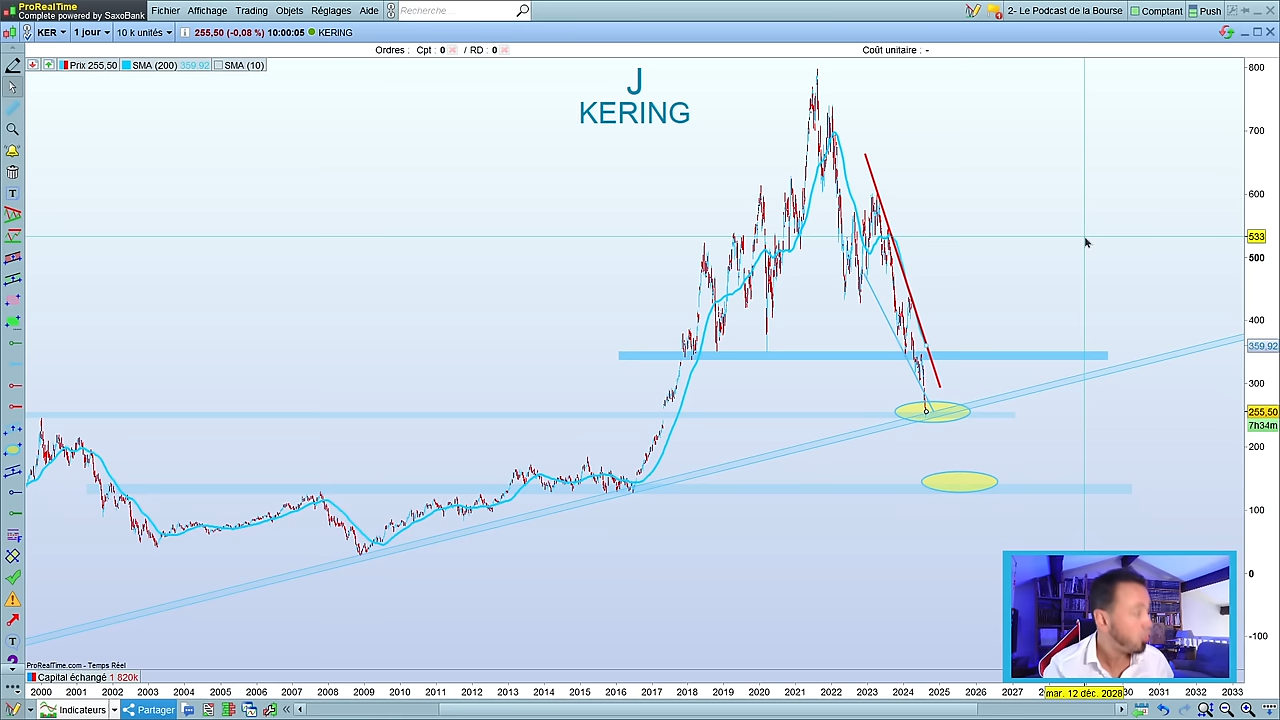 ProRealTime
Complete powered by SaxoBank
Fichier Affichage Trading Objets Réglages Aide Recherche 2- Le Podcast de la Bourse Comptant Push
KER 1 jour 10 k unités 255,50 (-0,08 %) 10:00:05 KERING
Ordres : Cpt : 0 / RD : 0 Coût unitaire : -
Prix 255,50 SMA (200) 359.92 SMA (10)
J
KERING
800
700
600
533
500
400
359,92
300
255,50
7h34m
200
100
0
-100
ProRealTime.com - Temps Réel
Capital échangé 1 820k
2000 2001 2002 2003 2004 2005 2006 2007 2008 2009 2010 2011 2012 2013 2014 2015 2016 2017 2018 2019 2020 2021 2022 2023 2024 2025 2026 2027 mar. 12 déc. 2028 30 2031 2032 2033
Indicateurs Partager